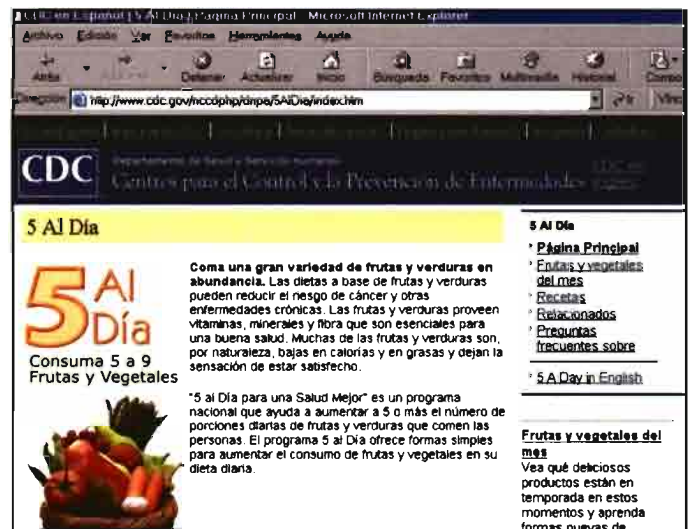 CDC en Español | 5 Al Día | Página Principal - Microsoft Internet Explorer
Archivo Edición Ver Favoritos Herramientas Ayuda
Atrás Detener Actualizar Inicio Búsqueda Favoritos Multimedia Historial Correo
Dirección http://www.cdc.gov/nccdphp/dnpa/5AlDia/index.htm Ir
CDC
Centros para el Control y la Prevención de Enfermedades
5 Al Día
5 Al
Día
Consuma 5 a 9
Frutas y Vegetales
Coma una gran variedad de frutas y verduras en
abundancia. Las dietas a base de frutas y verduras
pueden reducir el riesgo de cáncer y otras
enfermedades crónicas. Las frutas y verduras proveen
vitaminas, minerales y fibra que son esenciales para
una buena salud. Muchas de las frutas y verduras son,
por naturaleza, bajas en calorías y en grasas y dejan la
sensación de estar satisfecho.
"5 al Día para una Salud Mejor" es un programa
nacional que ayuda a aumentar a 5 o más el número de
porciones diarias de frutas y verduras que comen las
personas. El programa 5 al Día ofrece formas simples
para aumentar el consumo de frutas y vegetales en su
dieta diaria.
5 Al Día
Página Principal
Frutas y vegetales
del mes
Recetas
Relacionados
Preguntas
frecuentes sobre
5 A Day in English
Frutas y vegetales del
mes
Vea qué deliciosos
productos están en
temporada en estos
momentos y aprenda
formas nuevas de